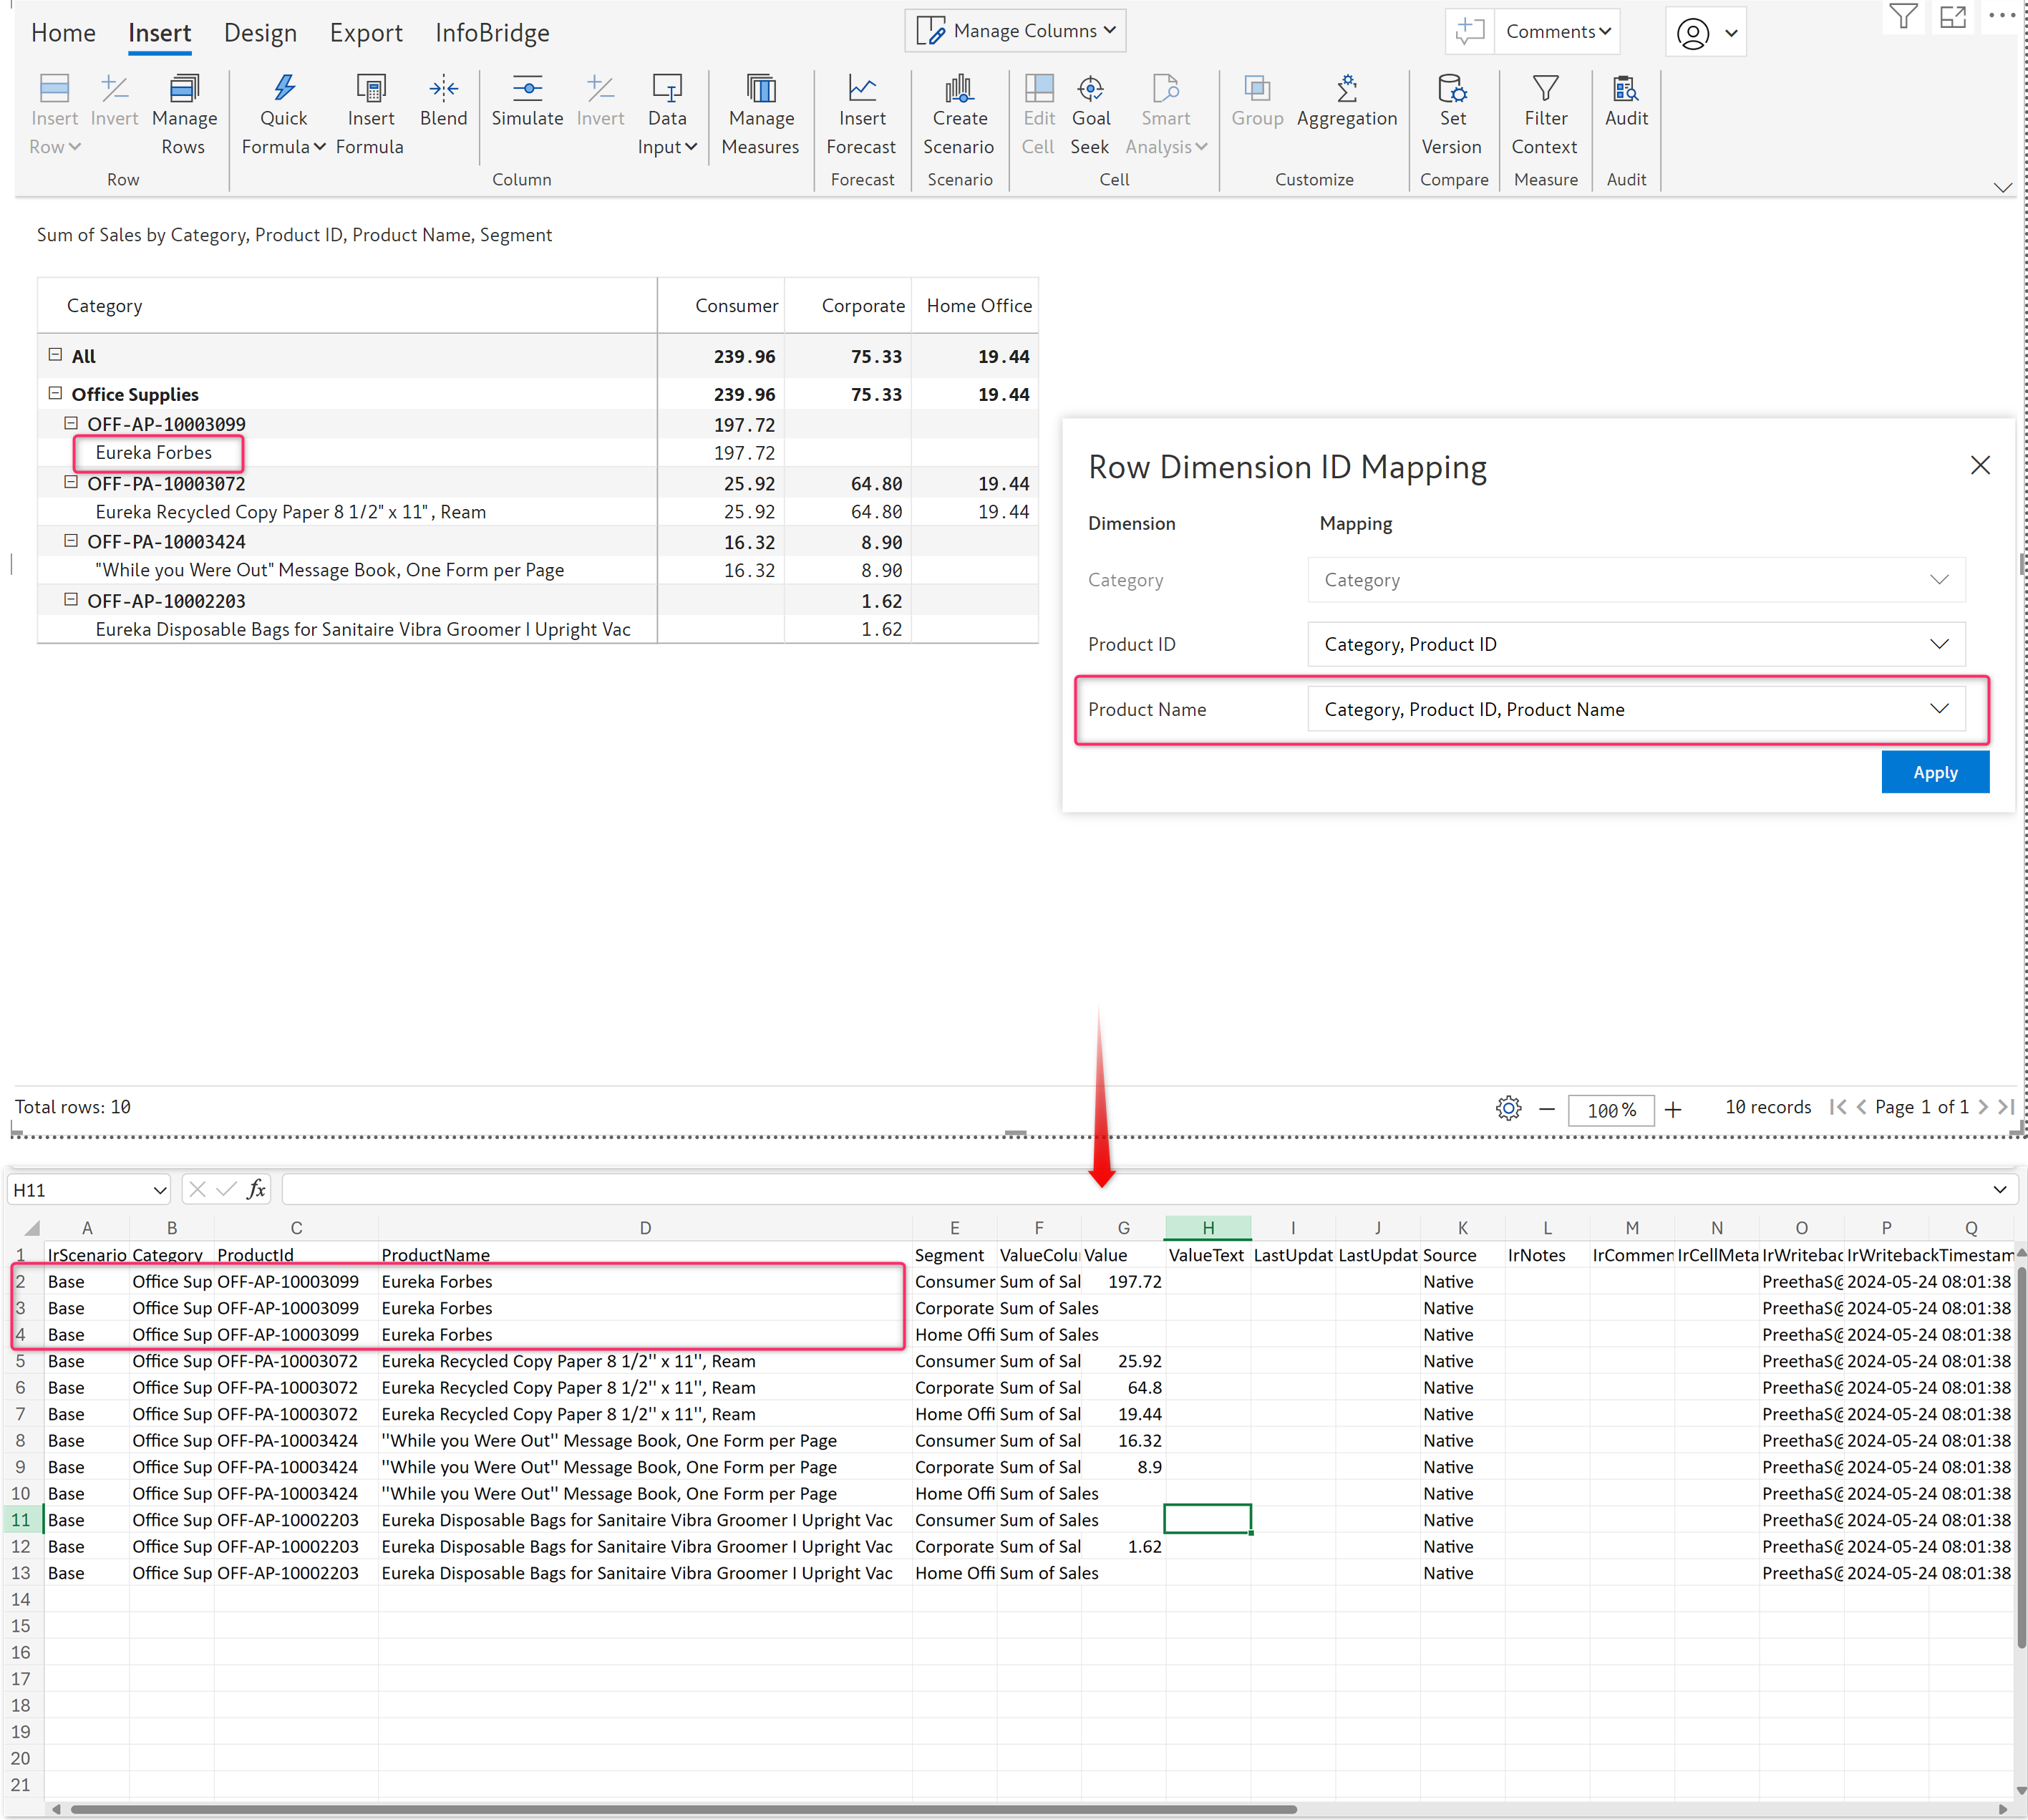 Home Insert Design Export InfoBridge Manage Columns Comments
Insert Row Invert Manage Rows Quick Formula Insert Formula Blend Simulate Invert Data Input Manage Measures Insert Forecast Create Scenario Edit Cell Goal Seek Smart Analysis Group Aggregation Set Version Filter Context Audit
Row Column Forecast Scenario Cell Customize Compare Measure Audit
Sum of Sales by Category, Product ID, Product Name, Segment
Category Consumer Corporate Home Office
All 239.96 75.33 19.44
Office Supplies 239.96 75.33 19.44
OFF-AP-10003099 197.72
Eureka Forbes 197.72
OFF-PA-10003072 25.92 64.80 19.44
Eureka Recycled Copy Paper 8 1/2" x 11", Ream 25.92 64.80 19.44
OFF-PA-10003424 16.32 8.90
"While you Were Out" Message Book, One Form per Page 16.32 8.90
OFF-AP-10002203 1.62
Eureka Disposable Bags for Sanitaire Vibra Groomer I Upright Vac 1.62
Row Dimension ID Mapping
Dimension Mapping
Category Category
Product ID Category, Product ID
Product Name Category, Product ID, Product Name
Apply
Total rows: 10 100% 10 records Page 1 of 1
H11 fx
A B C D E F G H I J K L M N O P Q
1 IrScenario Category ProductId ProductName Segment ValueColu Value ValueText LastUpdat LastUpdat Source IrNotes IrCommer IrCellMeta IrWritebac IrWritebackTimestam
2 Base Office Sup OFF-AP-10003099 Eureka Forbes Consumer Sum of Sal 197.72 Native PreethaS@ 2024-05-24 08:01:38
3 Base Office Sup OFF-AP-10003099 Eureka Forbes Corporate Sum of Sales Native PreethaS@ 2024-05-24 08:01:38
4 Base Office Sup OFF-AP-10003099 Eureka Forbes Home Offi Sum of Sales Native PreethaS@ 2024-05-24 08:01:38
5 Base Office Sup OFF-PA-10003072 Eureka Recycled Copy Paper 8 1/2'' x 11'', Ream Consumer Sum of Sal 25.92 Native PreethaS@ 2024-05-24 08:01:38
6 Base Office Sup OFF-PA-10003072 Eureka Recycled Copy Paper 8 1/2'' x 11'', Ream Corporate Sum of Sal 64.8 Native PreethaS@ 2024-05-24 08:01:38
7 Base Office Sup OFF-PA-10003072 Eureka Recycled Copy Paper 8 1/2'' x 11'', Ream Home Offi Sum of Sal 19.44 Native PreethaS@ 2024-05-24 08:01:38
8 Base Office Sup OFF-PA-10003424 ''While you Were Out'' Message Book, One Form per Page Consumer Sum of Sal 16.32 Native PreethaS@ 2024-05-24 08:01:38
9 Base Office Sup OFF-PA-10003424 ''While you Were Out'' Message Book, One Form per Page Corporate Sum of Sal 8.9 Native PreethaS@ 2024-05-24 08:01:38
10 Base Office Sup OFF-PA-10003424 ''While you Were Out'' Message Book, One Form per Page Home Offi Sum of Sales Native PreethaS@ 2024-05-24 08:01:38
11 Base Office Sup OFF-AP-10002203 Eureka Disposable Bags for Sanitaire Vibra Groomer I Upright Vac Consumer Sum of Sales Native PreethaS@ 2024-05-24 08:01:38
12 Base Office Sup OFF-AP-10002203 Eureka Disposable Bags for Sanitaire Vibra Groomer I Upright Vac Corporate Sum of Sal 1.62 Native PreethaS@ 2024-05-24 08:01:38
13 Base Office Sup OFF-AP-10002203 Eureka Disposable Bags for Sanitaire Vibra Groomer I Upright Vac Home Offi Sum of Sales Native PreethaS@ 2024-05-24 08:01:38
14
15
16
17
18
19
20
21